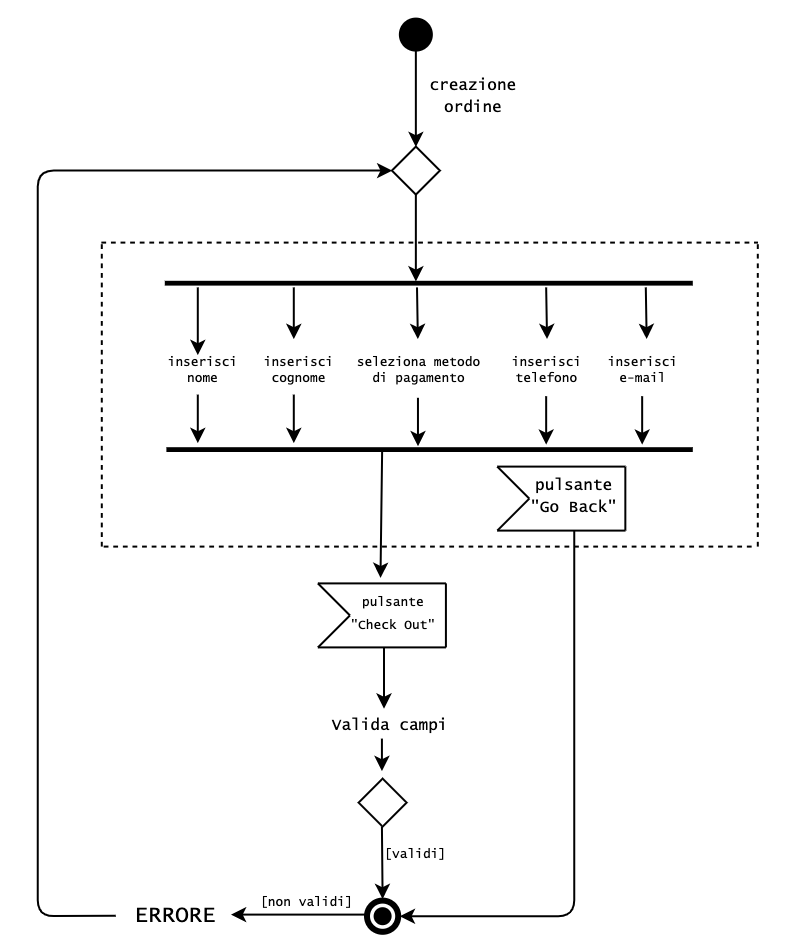 creazione
ordine
inserisci
nome
inserisci
cognome
seleziona metodo
di pagamento
inserisci
telefono
inserisci
e-mail
pulsante
"Go Back"
pulsante
"Check Out"
Valida campi
[validi]
[non validi]
ERRORE